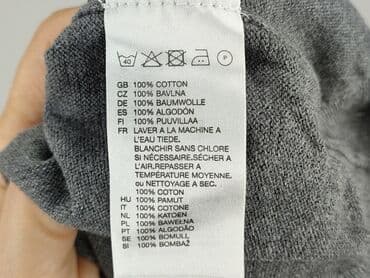 40 P
GB 100% COTTON
CZ 100% BAVLNA
DE 100% BAUMWOLLE
ES 100% ALGODÓN
FI 100% PUUVILLAA
FR LAVER A LA MACHINE A
L'EAU TIEDE.
BLANCHIR SANS CHLORE
SI NÉCESSAIRE.SÉCHER A
L'AIR.REPASSER A
TEMPÉRATURE MOYENNE.
OU NETTOYAGE A SEC.
100% COTON
HU 100% PAMUT
IT 100% COTONE
NL 100% KATOEN
PL 100% BAWEŁNA
PT 100% ALGODÃO
SE 100% BOMULL
SI 100% BOMBAŽ